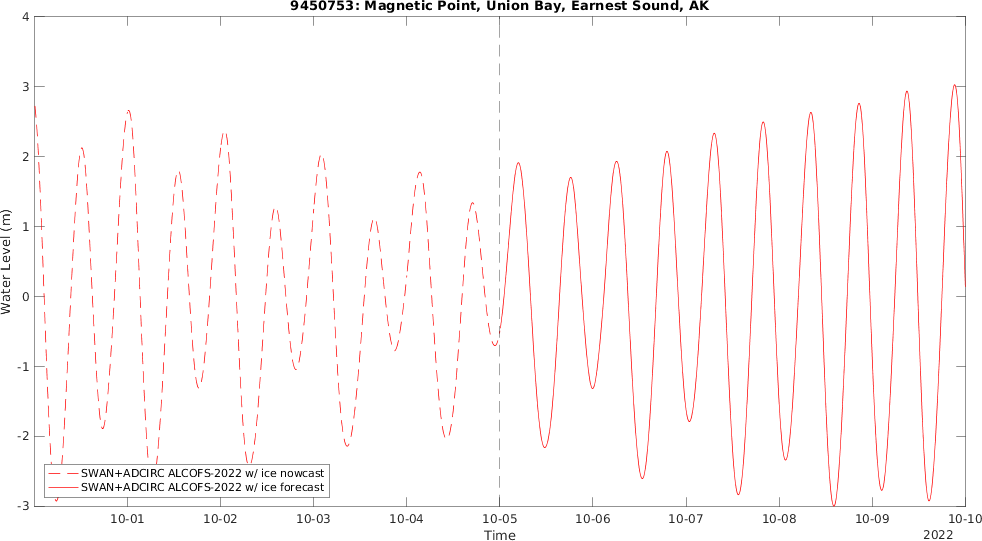 9450753: Magnetic Point, Union Bay, Earnest Sound, AK
4
3
2
1
0
-1
-2
-3
Water Level (m)
SWAN+ADCIRC ALCOFS-2022 w/ ice nowcast
SWAN+ADCIRC ALCOFS-2022 w/ ice forecast
10-01 10-02 10-03 10-04 10-05 10-06 10-07 10-08 10-09 10-10
Time
2022